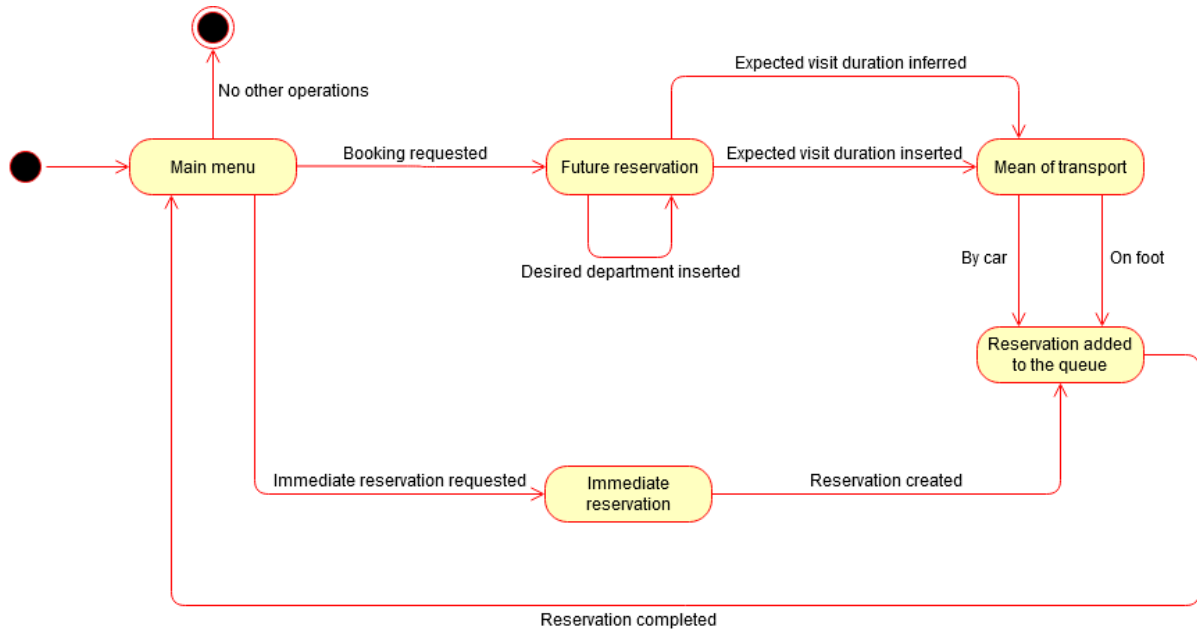 Expected visit duration inferred
No other operations
Main menu
Booking requested
Future reservation
Expected visit duration inserted
Mean of transport
By car
On foot
Desired department inserted
Reservation added
to the queue
Immediate reservation requested
Immediate
reservation
Reservation created
Reservation completed